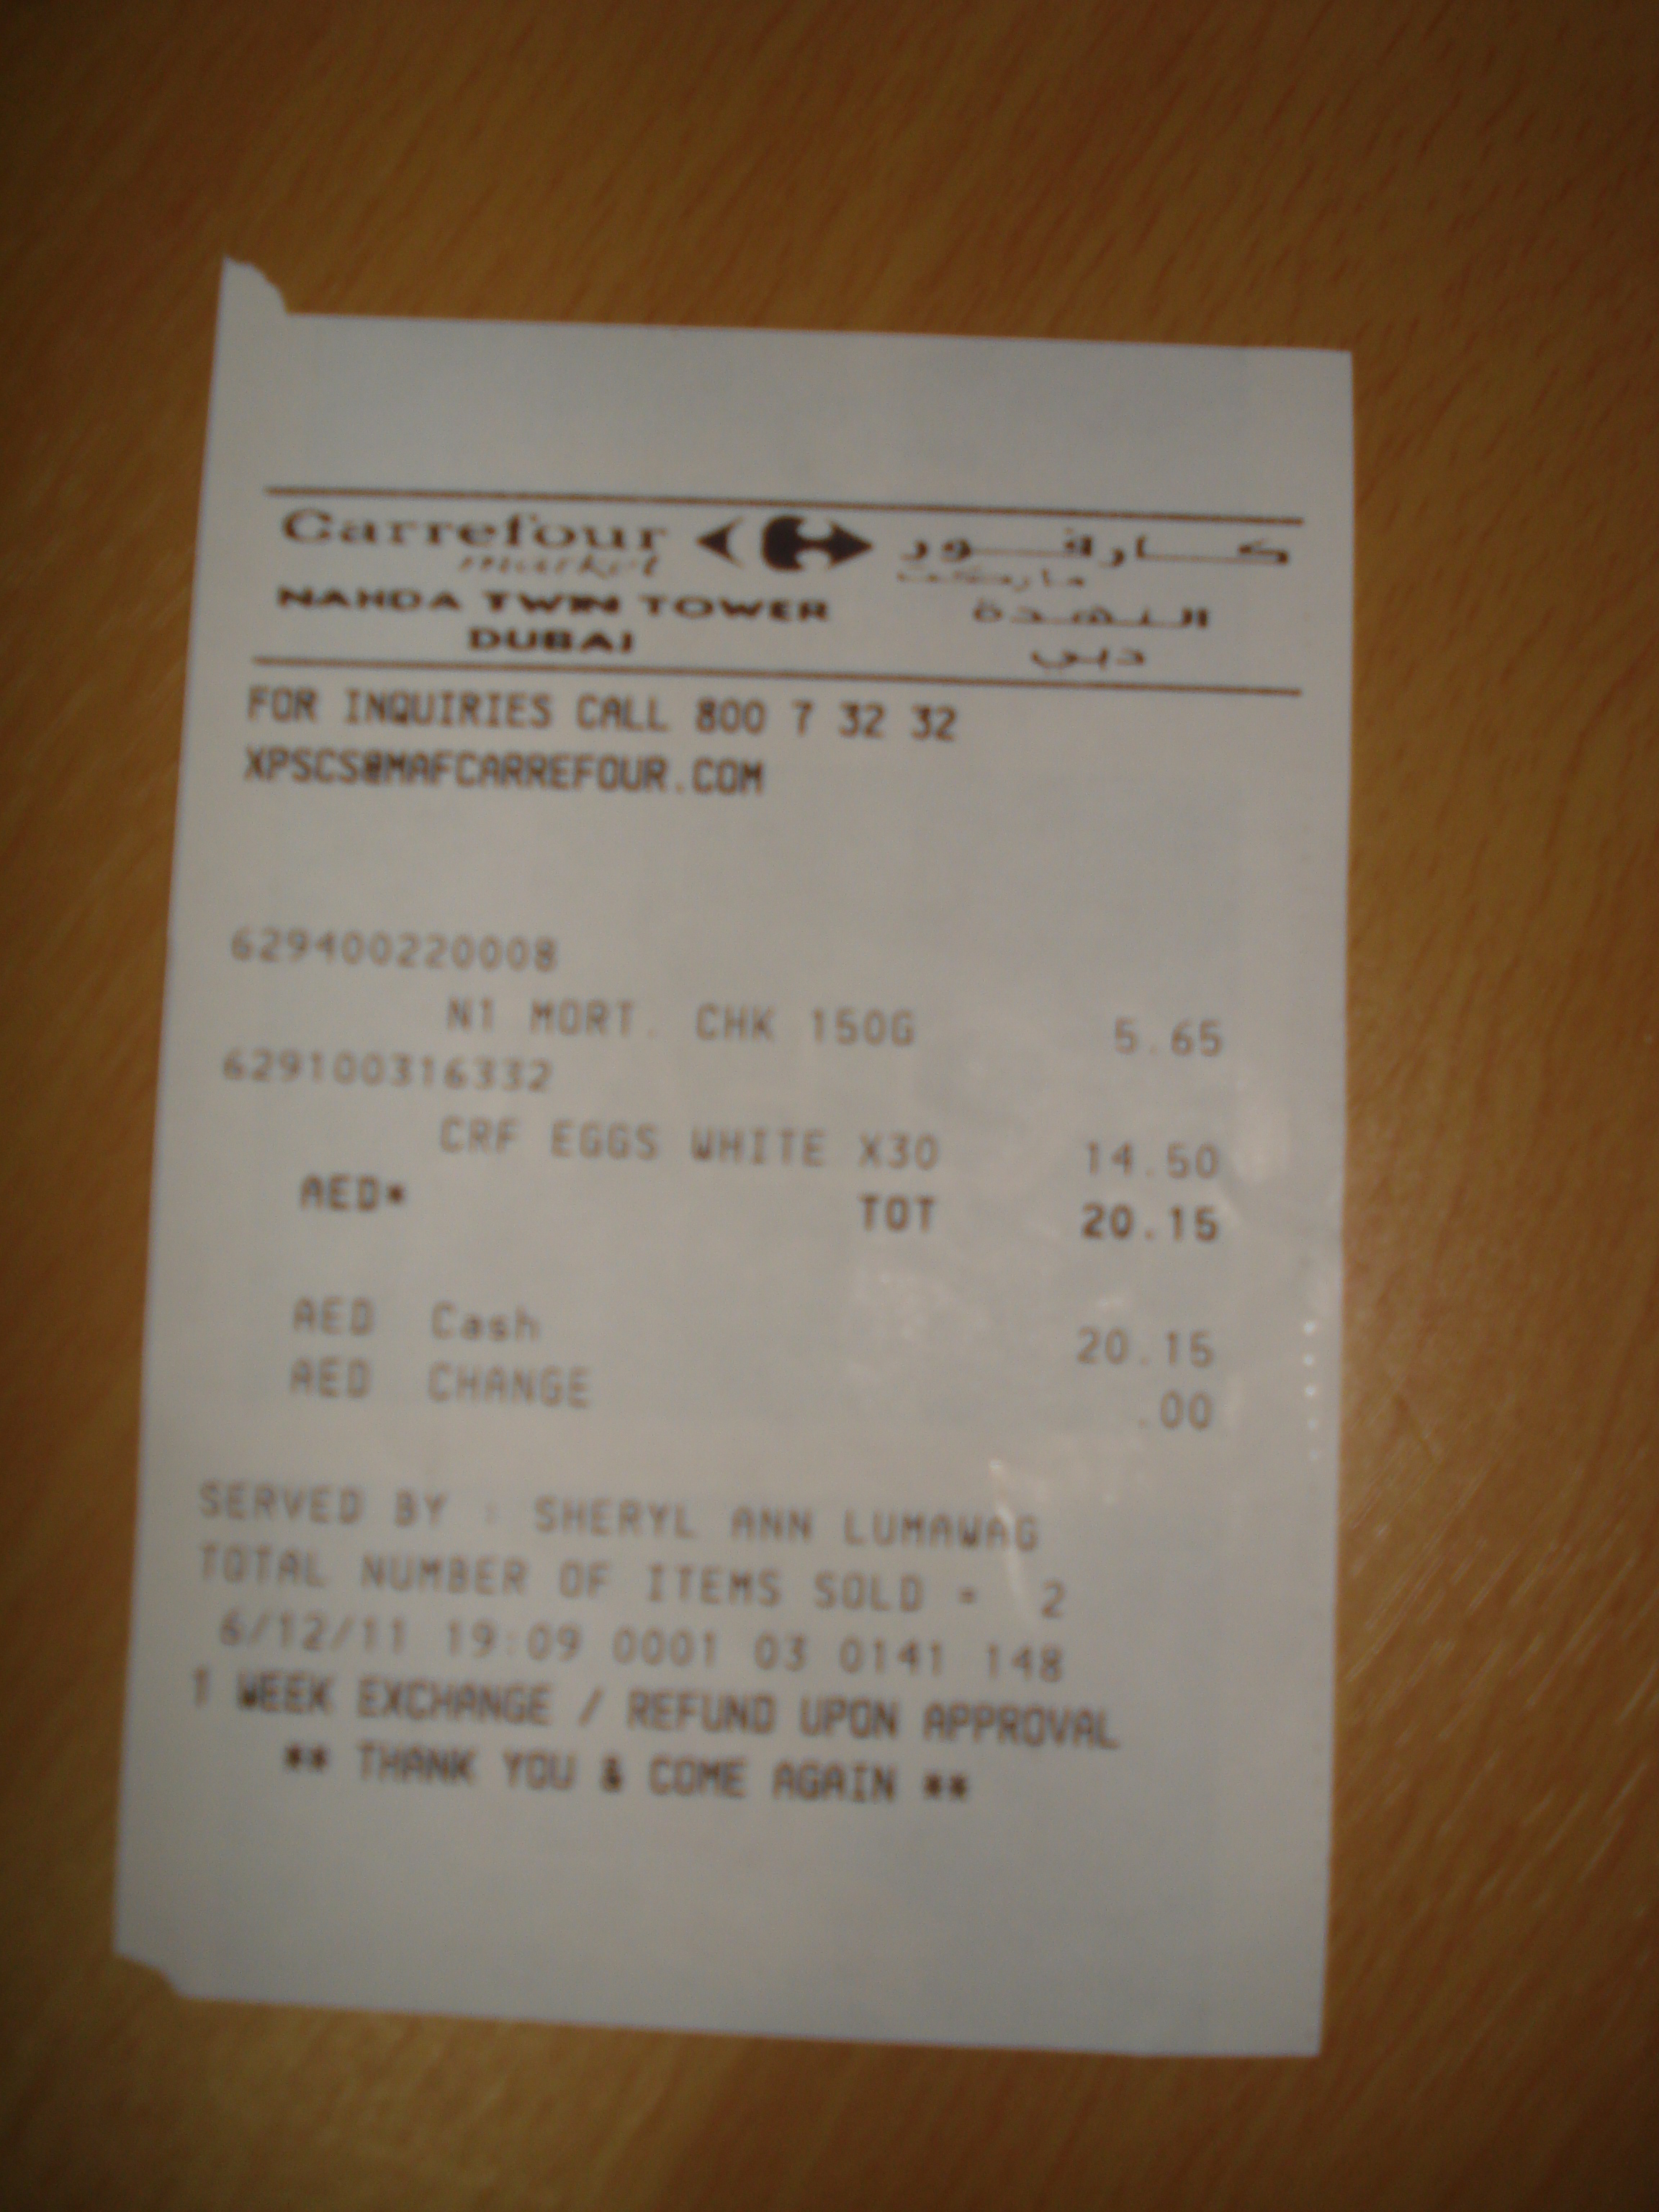 Carrefour كارفور
market ماركت
NAHDA TWIN TOWER النهدة
DUBAI دبي
FOR INQUIRIES CALL 800 7 32 32
XPSCS@MAFCARREFOUR.COM
629400220008
N1 MORT. CHK 150G 5.65
629100316332
CRF EGGS WHITE X30 14.50
AED* TOT 20.15
AED Cash 20.15
AED CHANGE .00
SERVED BY : SHERYL ANN LUMAWAG
TOTAL NUMBER OF ITEMS SOLD = 2
6/12/11 19:09 0001 03 0141 148
1 WEEK EXCHANGE / REFUND UPON APPROVAL
** THANK YOU & COME AGAIN **